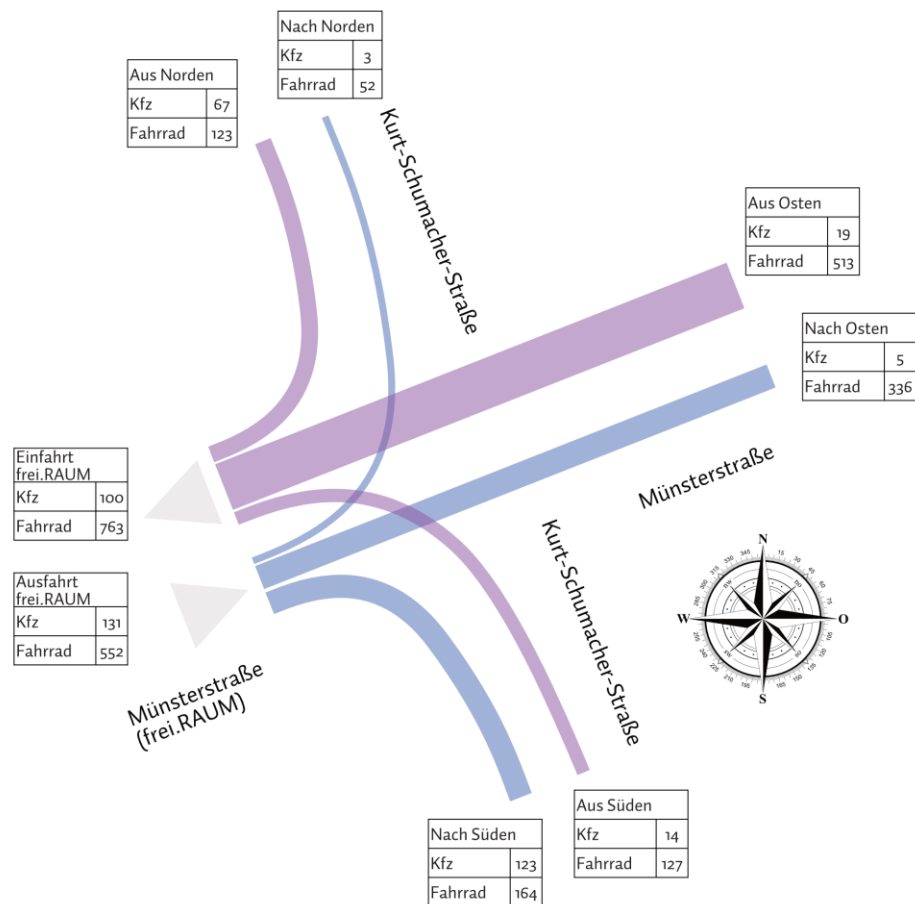 Nach Norden
Kfz 3
Fahrrad 52
Aus Norden
Kfz 67
Fahrrad 123
Kurt-Schumacher-Straße
Aus Osten
Kfz 19
Fahrrad 513
Nach Osten
Kfz 5
Fahrrad 336
Münsterstraße
Einfahrt
frei.RAUM
Kfz 100
Fahrrad 763
Ausfahrt
frei.RAUM
Kfz 131
Fahrrad 552
Münsterstraße
(frei.RAUM)
Kurt-Schumacher-Straße
N
O
S
W
Nach Süden
Kfz 123
Fahrrad 164
Aus Süden
Kfz 14
Fahrrad 127